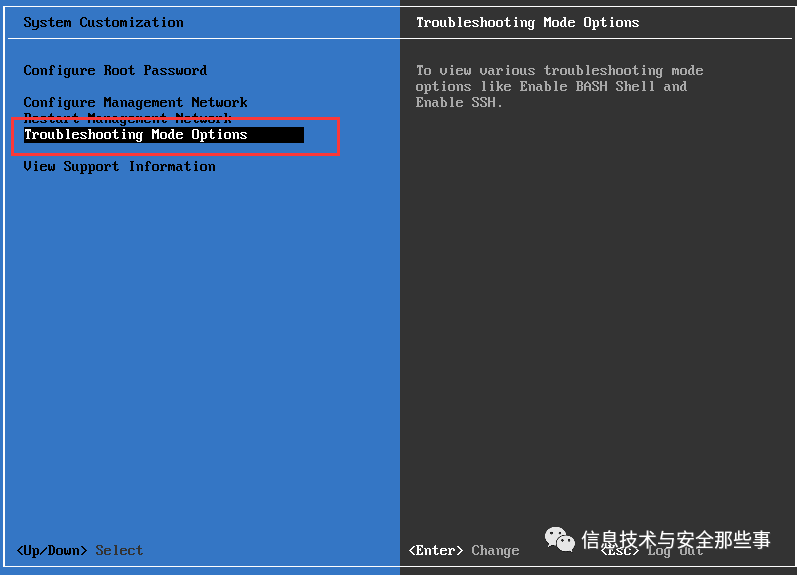 System Customization
Configure Root Password
Configure Management Network
Restart Management Network
Troubleshooting Mode Options
View Support Information
<Up/Down> Select
Troubleshooting Mode Options
To view various troubleshooting mode
options like Enable BASH Shell and
Enable SSH.
<Enter> Change
<Esc> Log Out
信息技术与安全那些事